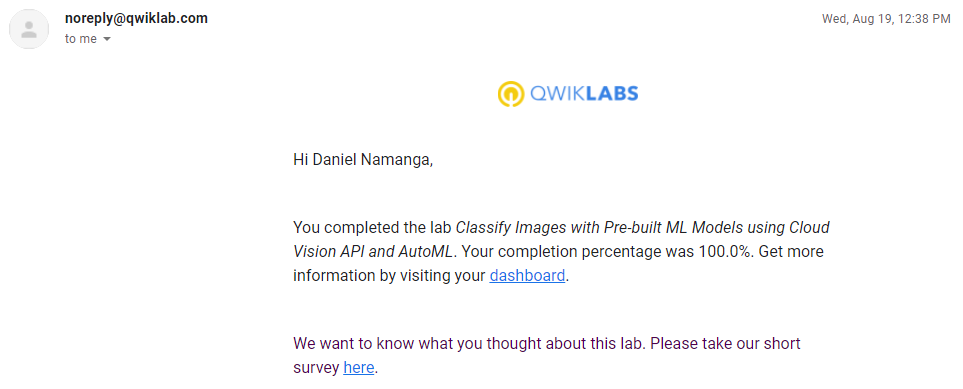 noreply@qwiklab.com
Wed, Aug 19, 12:38 PM
to me
QWIKLABS
Hi Daniel Namanga,
You completed the lab Classify Images with Pre-built ML Models using Cloud
Vision API and AutoML. Your completion percentage was 100.0%. Get more
information by visiting your dashboard.
We want to know what you thought about this lab. Please take our short
survey here.